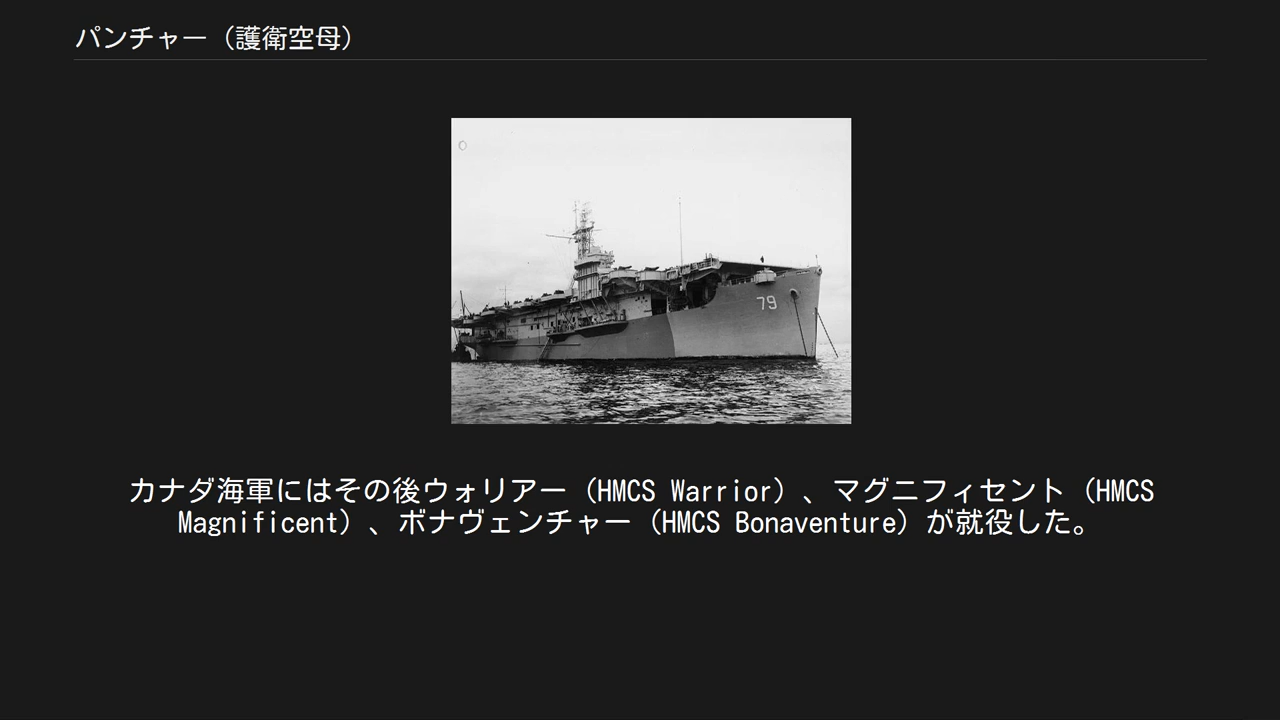 パンチャー（護衛空母）
79
カナダ海軍にはその後ウォリアー（HMCS Warrior）、マグニフィセント（HMCS
Magnificent）、ボナヴェンチャー（HMCS Bonaventure）が就役した。